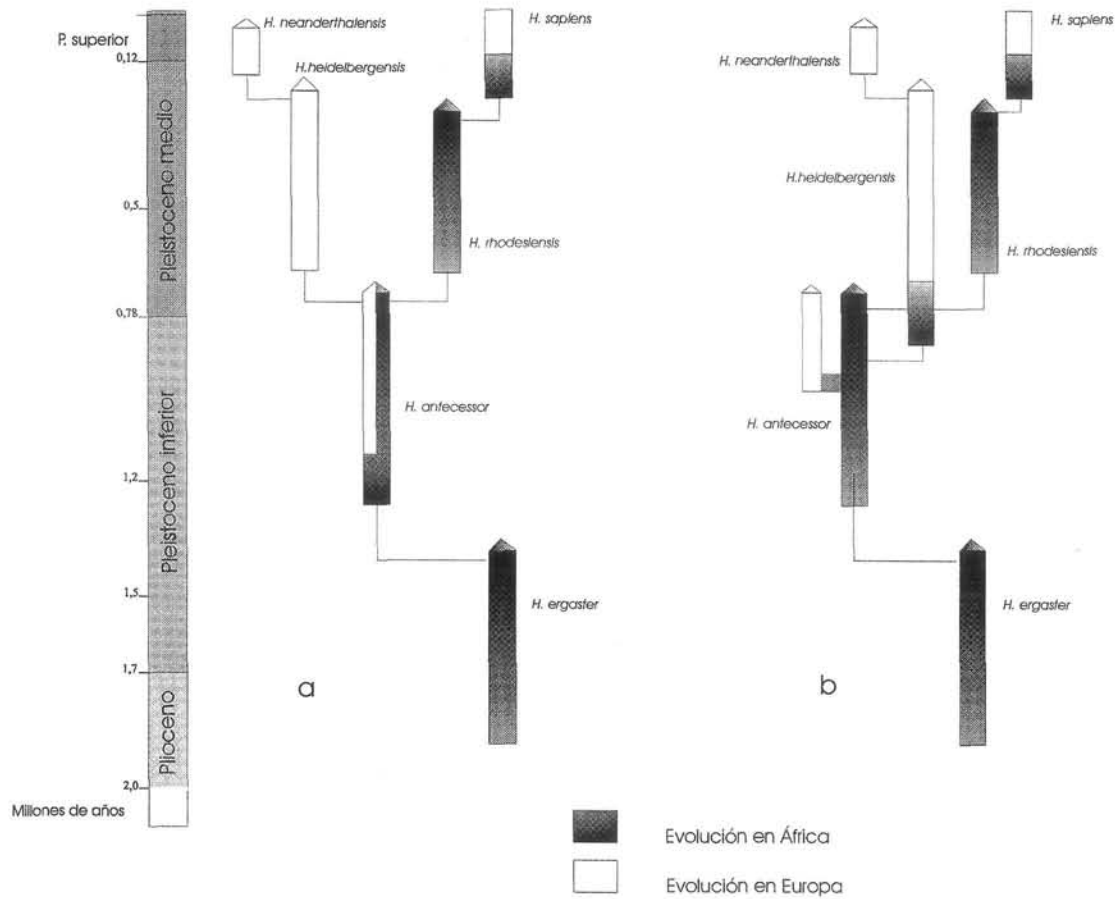 P. superior
0,12
Pleistoceno medio
0,5
0,78
Pleistoceno inferior
1,2
1,5
1,7
Plioceno
2,0
Millones de años
H. neanderthalensis
H. sapiens
H.heidelbergensis
H. rhodesiensis
H. antecessor
H. ergaster
a
H. sapiens
H. neanderthalensis
H.heidelbergensis
H. rhodesiensis
H. antecessor
H. ergaster
b
Evolución en África
Evolución en Europa